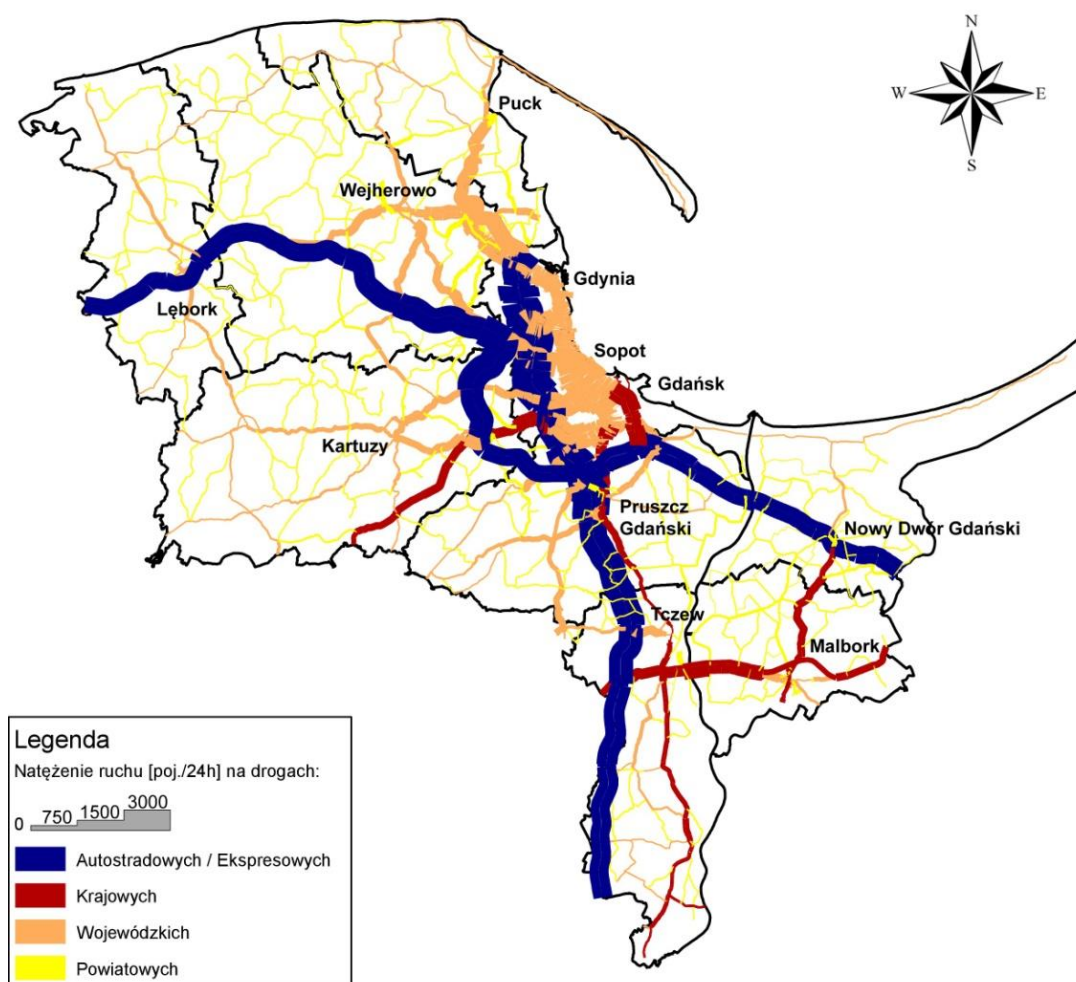 N
W
E
S
Puck
Wejherowo
Gdynia
Lębork
Sopot
Gdańsk
Kartuzy
Pruszcz
Gdański
Nowy Dwór Gdański
Tczew
Malbork
Legenda
Natężenie ruchu [poj./24h] na drogach:
0 750 1500 3000
Autostradowych / Ekspresowych
Krajowych
Wojewódzkich
Powiatowych